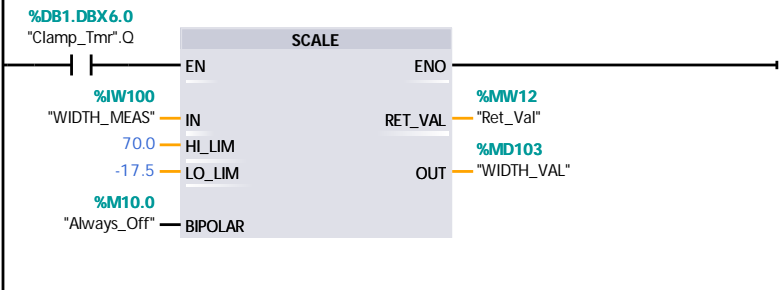 %DB1.DBX6.0
"Clamp_Tmr".Q
SCALE
EN
ENO
%IW100
"WIDTH_MEAS"
IN
RET_VAL
%MW12
"Ret_Val"
70.0
HI_LIM
-17.5
LO_LIM
OUT
%MD103
"WIDTH_VAL"
%M10.0
"Always_Off"
BIPOLAR